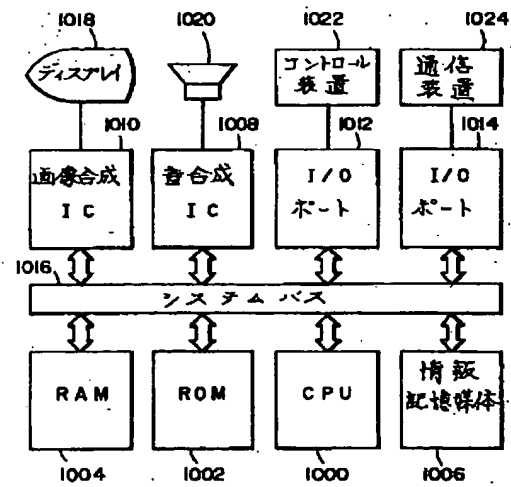 1018
1020
1022
1024
ディスプレイ
コントロール
装置
通信
装置
1010
1008
1012
1014
画像合成
IC
音合成
IC
I/O
ポート
I/O
ポート
1016
システムバス
RAM
ROM
CPU
情報
記憶媒体
1004
1002
1000
1006